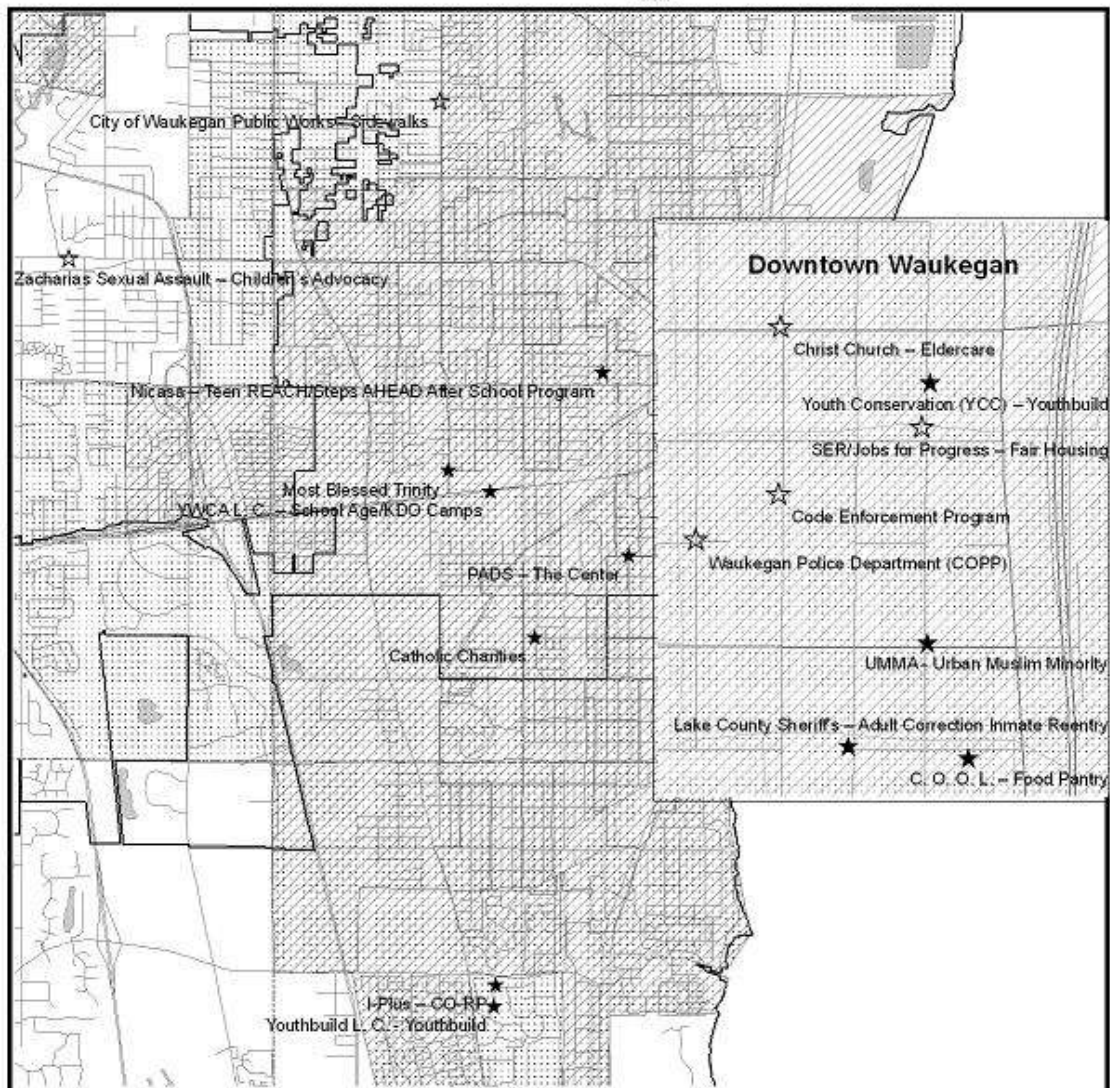 City of Waukegan Public Works - Sidewalks
Zacharias Sexual Assault – Children's Advocacy
Downtown Waukegan
Christ Church – Eldercare
Nicasa – Teen REACH/Steps AHEAD After School Program
Youth Conservation (YCC) – Youthbuild
SER/Jobs for Progress – Fair Housing
Most Blessed Trinity
YWCA L. C. – School Age/KDO Camps
Code Enforcement Program
Waukegan Police Department (COPP)
PADS – The Center
Catholic Charities
UMMA - Urban Muslim Minority
Lake County Sheriff's – Adult Correction Inmate Reentry
C. O. O. L. – Food Pantry
I-Plus – CO-RP
Youthbuild L. C. - Youthbuild